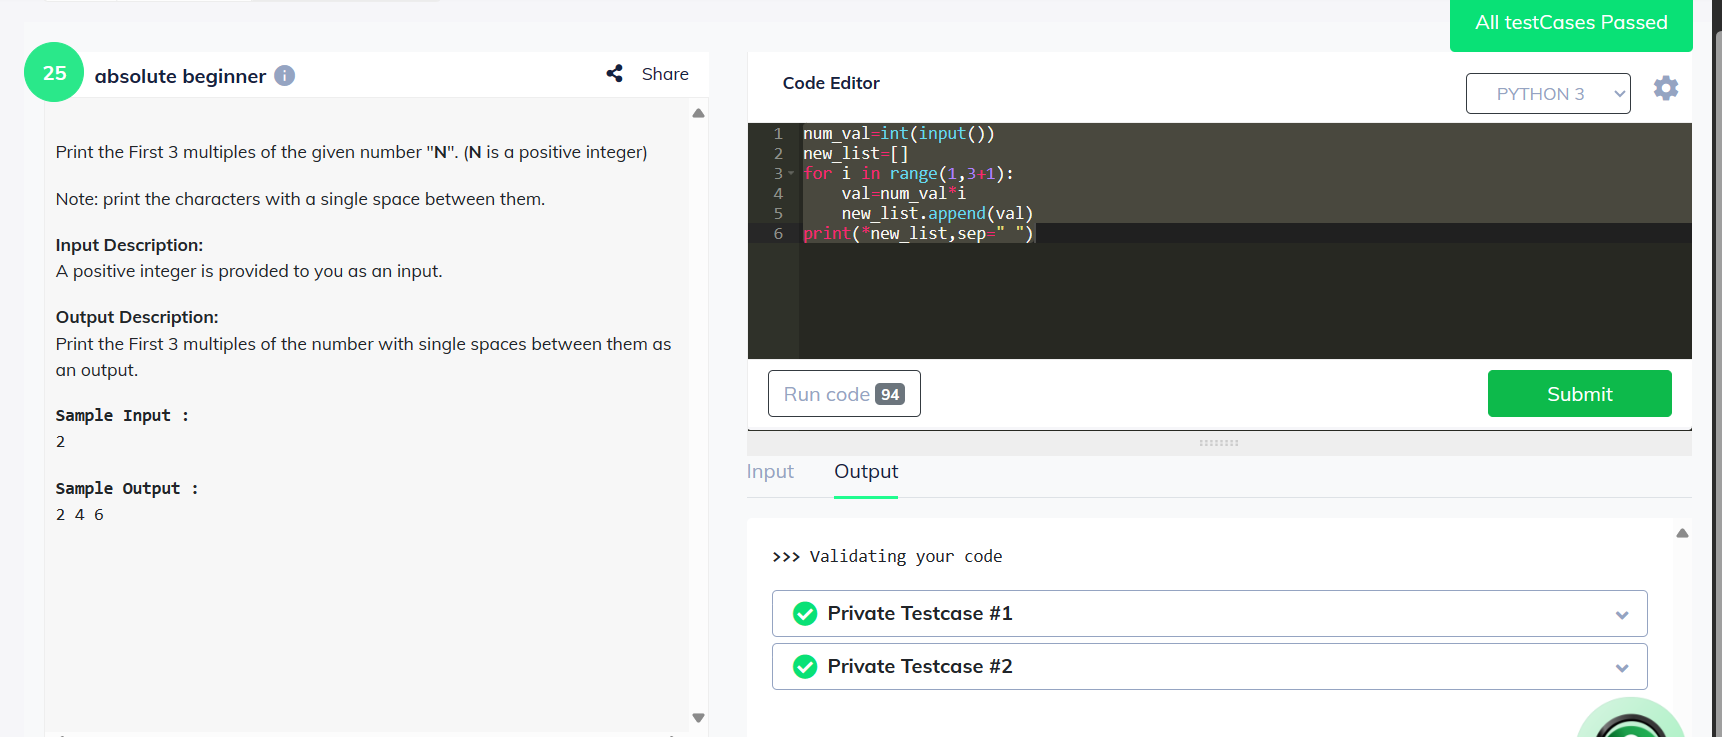 All testCases Passed
25
absolute beginner i
Share
Print the First 3 multiples of the given number "N". (N is a positive integer)
Note: print the characters with a single space between them.
Input Description:
A positive integer is provided to you as an input.
Output Description:
Print the First 3 multiples of the number with single spaces between them as
an output.
Sample Input :
2
Sample Output :
2 4 6
Code Editor
PYTHON 3
1 num_val=int(input())
2 new_list=[]
3 for i in range(1,3+1):
4     val=num_val*i
5     new_list.append(val)
6 print(*new_list,sep=" ")
Run code 94
Submit
Input Output
>>> Validating your code
Private Testcase #1
Private Testcase #2